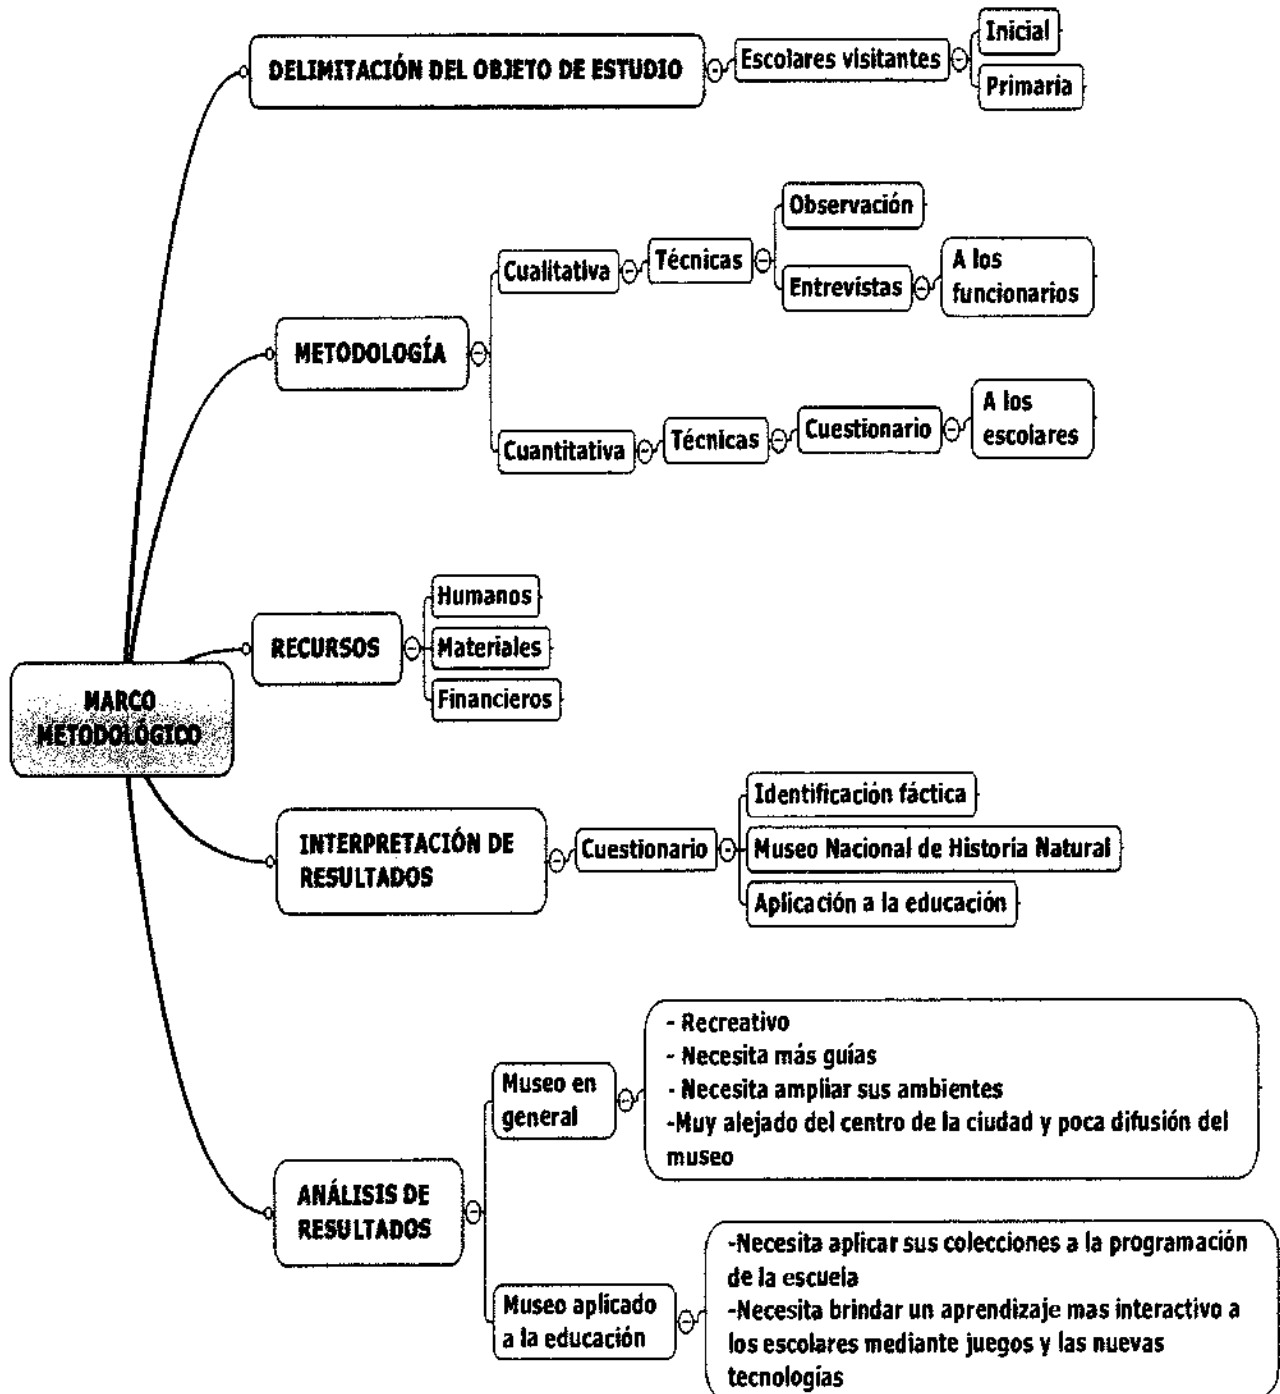 DELIMITACIÓN DEL OBJETO DE ESTUDIO
Escolares visitantes
Inicial
Primaria
METODOLOGÍA
Cualitativa
Técnicas
Observación
Entrevistas
A los
funcionarios
Cuantitativa
Técnicas
Cuestionario
A los
escolares
MARCO
METODOLÓGICO
RECURSOS
Humanos
Materiales
Financieros
INTERPRETACIÓN DE
RESULTADOS
Cuestionario
Identificación fáctica
Museo Nacional de Historia Natural
Aplicación a la educación
ANÁLISIS DE
RESULTADOS
Museo en
general
- Recreativo
- Necesita más guías
- Necesita ampliar sus ambientes
-Muy alejado del centro de la ciudad y poca difusión del
museo
Museo aplicado
a la educación
-Necesita aplicar sus colecciones a la programación
de la escuela
-Necesita brindar un aprendizaje mas interactivo a
los escolares mediante juegos y las nuevas
tecnologías